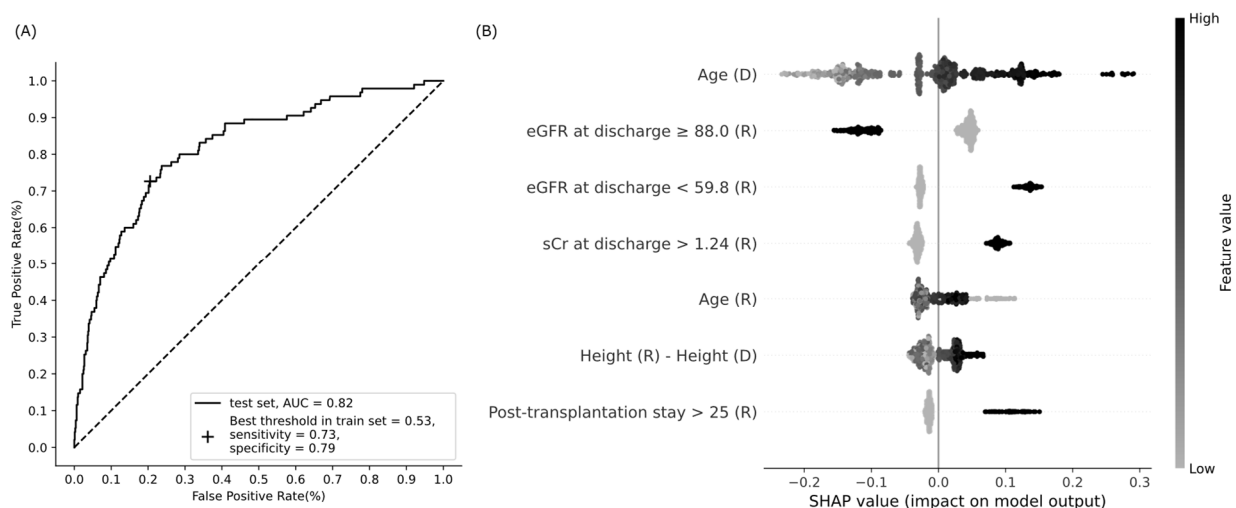 (A)
1.0
0.9
0.8
0.7
0.6
0.5
0.4
0.3
0.2
0.1
0.0
True Positive Rate(%)
test set, AUC = 0.82
Best threshold in train set = 0.53,
sensitivity = 0.73,
specificity = 0.79
0.0 0.1 0.2 0.3 0.4 0.5 0.6 0.7 0.8 0.9 1.0
False Positive Rate(%)
(B)
Age (D)
eGFR at discharge ≥ 88.0 (R)
eGFR at discharge < 59.8 (R)
sCr at discharge > 1.24 (R)
Age (R)
Height (R) - Height (D)
Post-transplantation stay > 25 (R)
−0.2 −0.1 0.0 0.1 0.2 0.3
SHAP value (impact on model output)
High
Feature value
Low